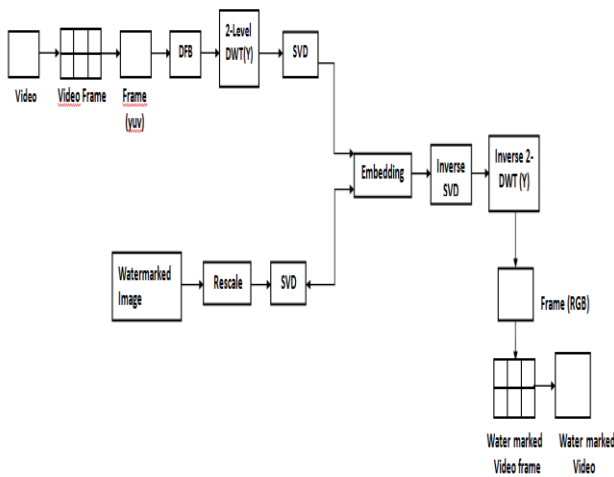 Video
Video Frame
Frame
(yuv)
DFB
2-Level
DWT(Y)
SVD
Embedding
Inverse
SVD
Inverse 2-
DWT (Y)
Watermarked
Image
Rescale
SVD
Frame (RGB)
Water marked
Video frame
Water marked
Video